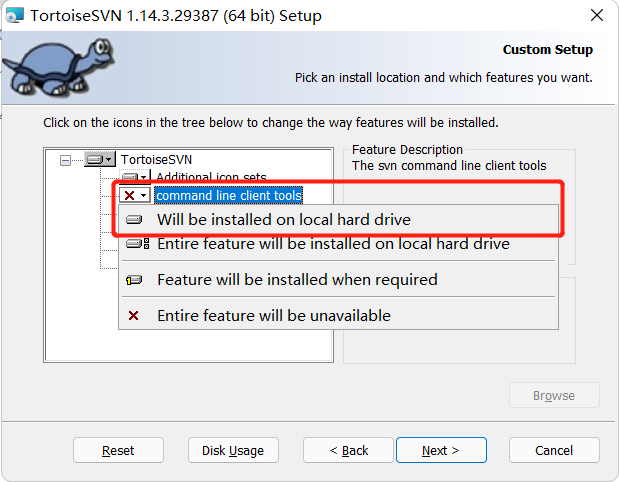 TortoiseSVN 1.14.3.29387 (64 bit) Setup
Custom Setup
Pick an install location and which features you want.
Click on the icons in the tree below to change the way features will be installed.
TortoiseSVN
Additional icon sets
command line client tools
Feature Description
The svn command line client tools
Will be installed on local hard drive
Entire feature will be installed on local hard drive
Feature will be installed when required
Entire feature will be unavailable
Browse
Reset
Disk Usage
< Back
Next >
Cancel